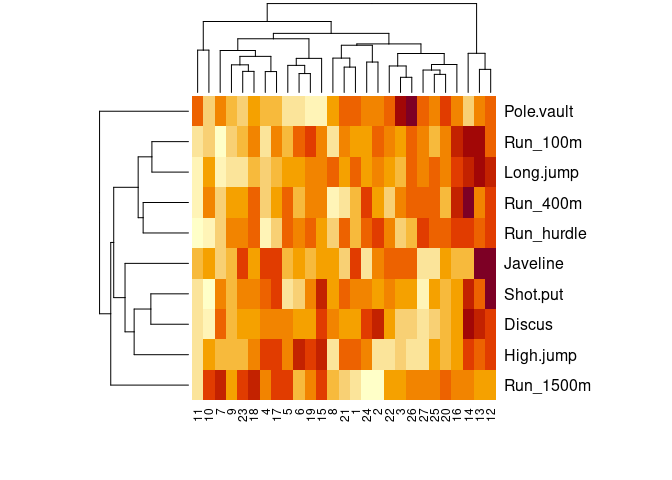 Pole.vault
Run_100m
Long.jump
Run_400m
Run_hurdle
Javeline
Shot.put
Discus
High.jump
Run_1500m
11 10 7 9 23 18 4 17 5 6 19 15 8 21 1 24 2 22 3 26 27 25 20 16 14 13 12